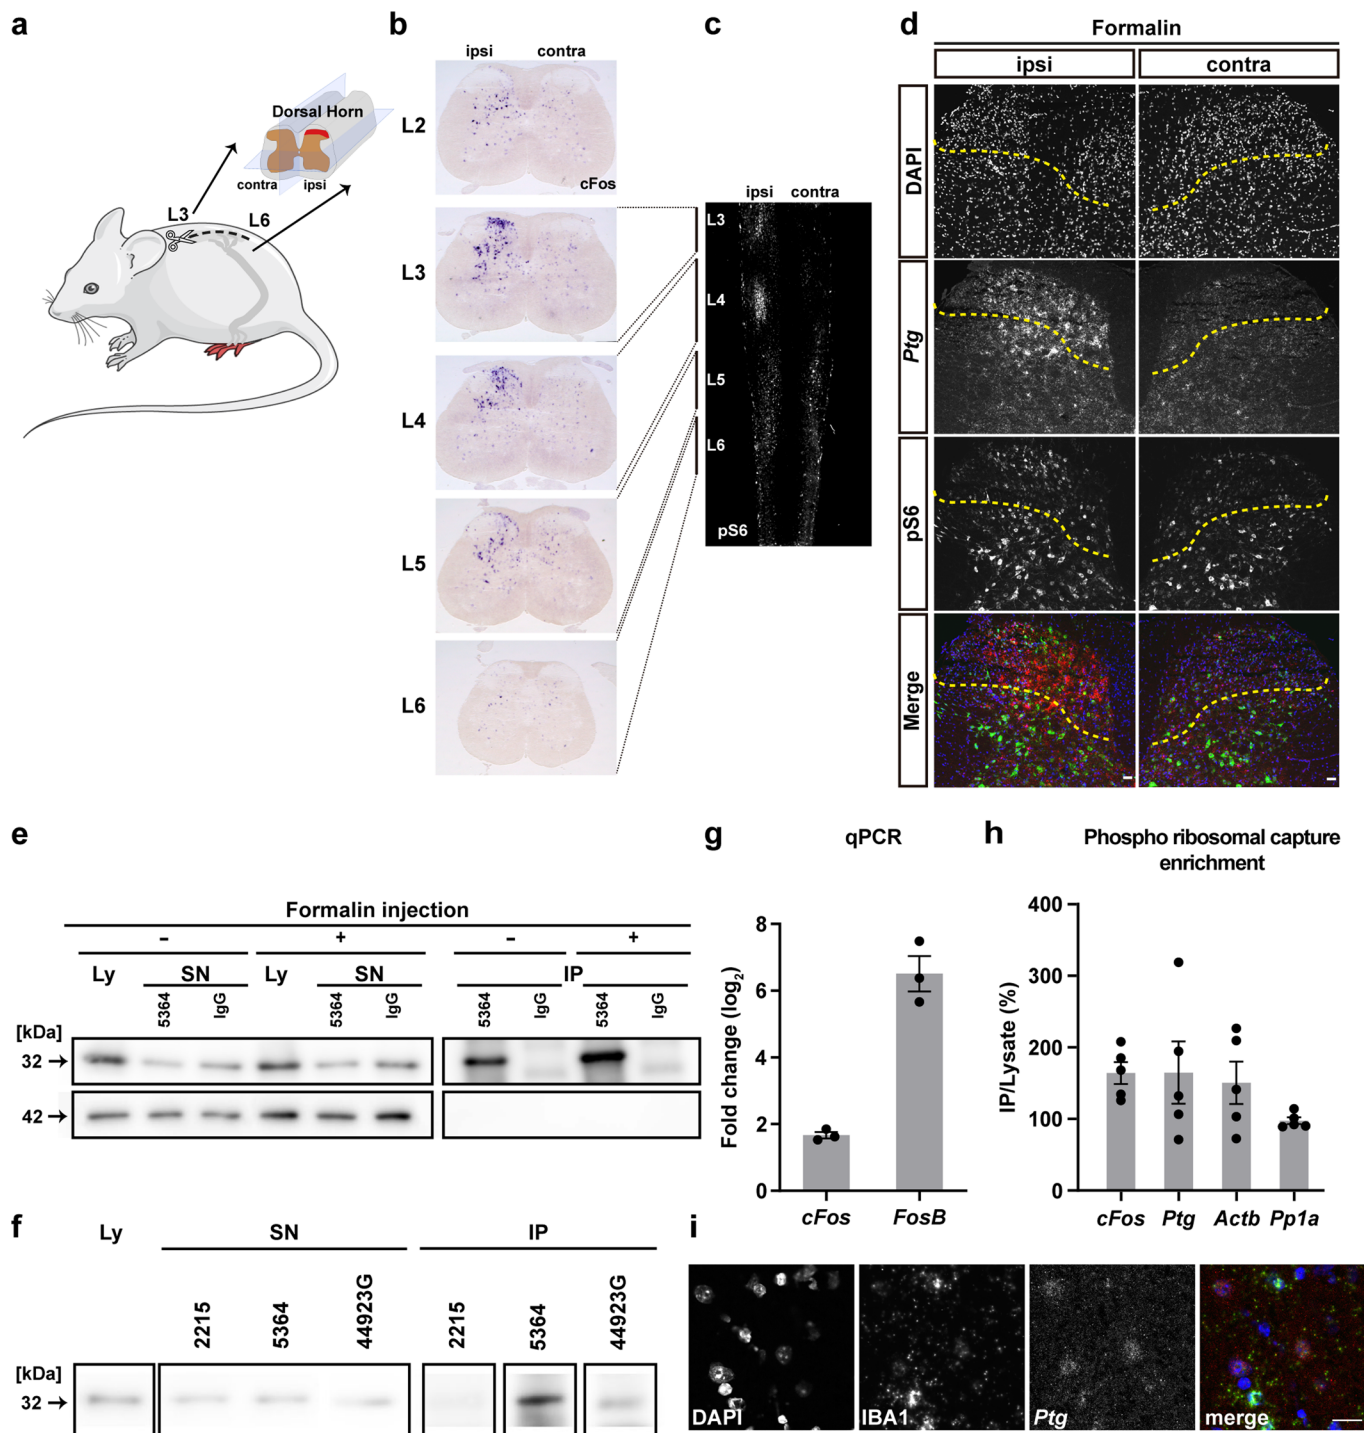 a
Dorsal Horn
contra
ipsi
L3
L6
b
ipsi
contra
L2
cFos
L3
L4
L5
L6
c
ipsi
contra
L3
L4
L5
L6
pS6
d
Formalin
ipsi
contra
DAPI
Ptg
pS6
Merge
e
Formalin injection
− + − +
Ly SN Ly SN IP
5364 IgG 5364 IgG 5364 IgG 5364 IgG
[kDa]
32
42
f
Ly SN IP
2215 5364 44923G 2215 5364 44923G
[kDa]
32
g
qPCR
Fold change (log2)
8
6
4
2
0
cFos FosB
h
Phospho ribosomal capture
enrichment
IP/Lysate (%)
400
300
200
100
0
cFos Ptg Actb Pp1a
i
DAPI
IBA1
Ptg
merge